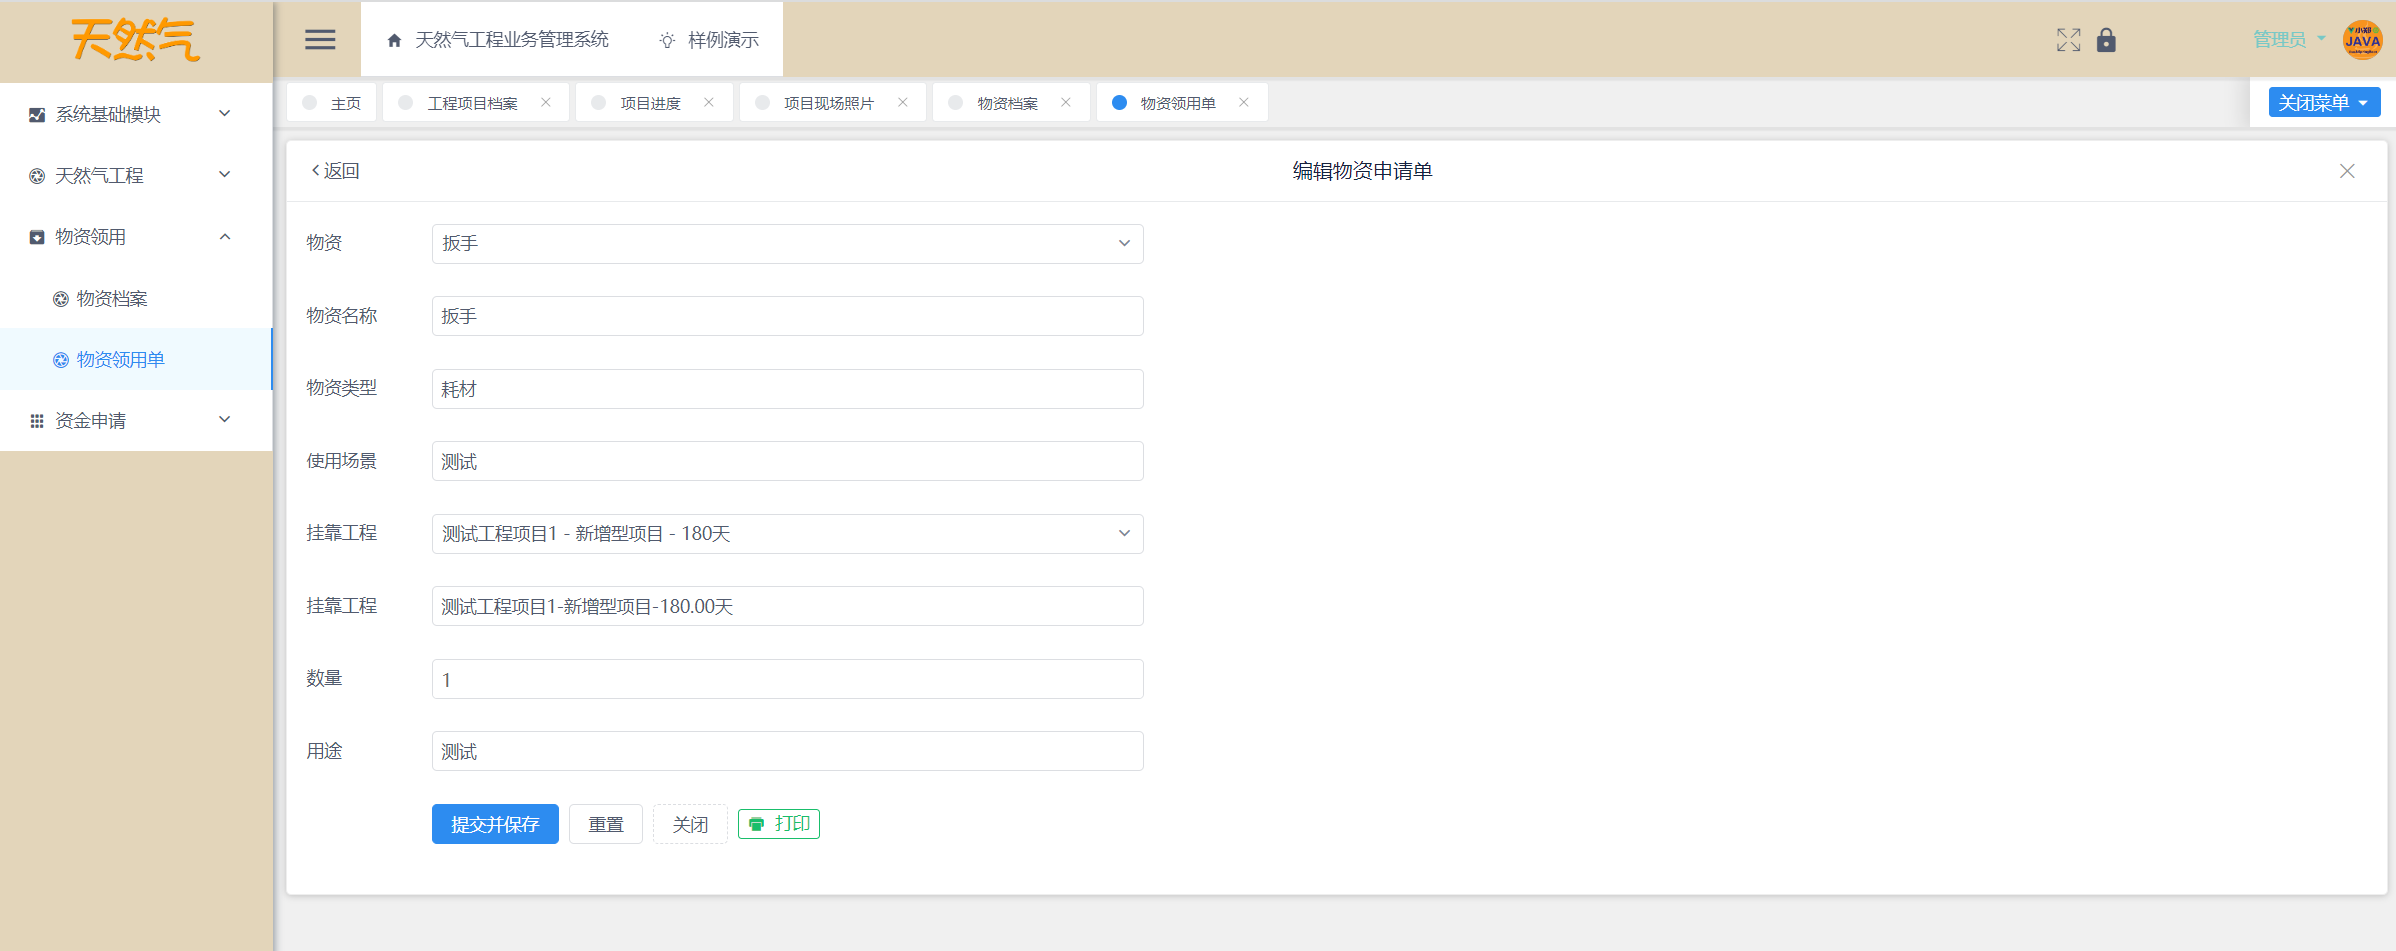 天然气
天然气工程业务管理系统
样例演示
管理员
JAVA
系统基础模块
天然气工程
物资领用
物资档案
物资领用单
资金申请
主页
工程项目档案
项目进度
项目现场照片
物资档案
物资领用单
关闭菜单
返回
编辑物资申请单
物资
扳手
物资名称
扳手
物资类型
耗材
使用场景
测试
挂靠工程
测试工程项目1 - 新增型项目 - 180天
挂靠工程
测试工程项目1-新增型项目-180.00天
数量
1
用途
测试
提交并保存
重置
关闭
打印